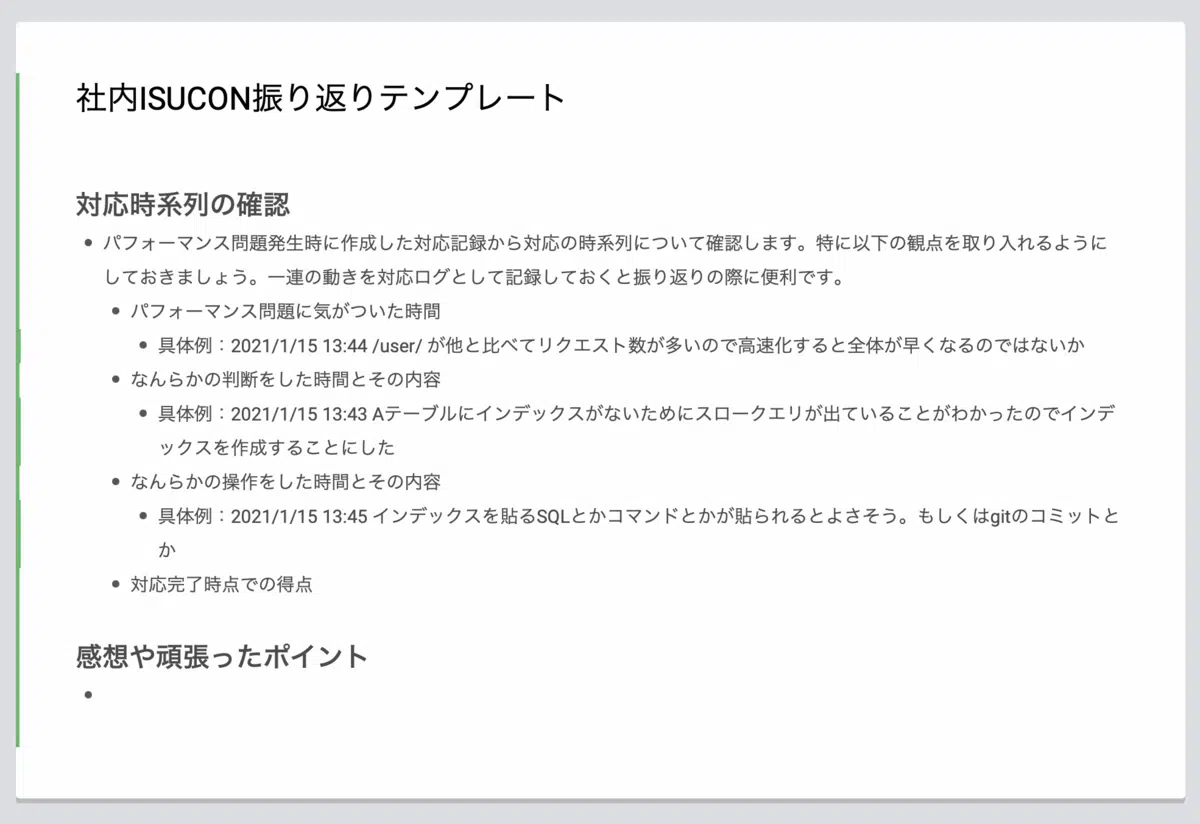 社内ISUCON振り返りテンプレート
対応時系列の確認
• パフォーマンス問題発生時に作成した対応記録から対応の時系列について確認します。特に以下の観点を取り入れるように
しておきましょう。一連の動きを対応ログとして記録しておくと振り返りの際に便利です。
• パフォーマンス問題に気がついた時間
• 具体例：2021/1/15 13:44 /user/ が他と比べてリクエスト数が多いので高速化すると全体が早くなるのではないか
• なんらかの判断をした時間とその内容
• 具体例：2021/1/15 13:43 Aテーブルにインデックスがないためにスロークエリが出ていることがわかったのでインデ
ックスを作成することにした
• なんらかの操作をした時間とその内容
• 具体例：2021/1/15 13:45 インデックスを貼るSQLとかコマンドとかが貼られるとよさそう。もしくはgitのコミットと
か
• 対応完了時点での得点
感想や頑張ったポイント
•